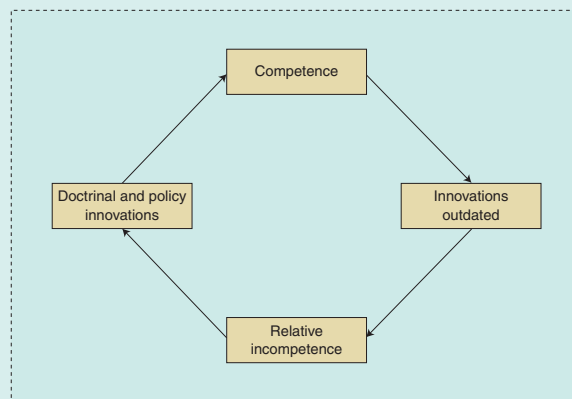 Competence
Doctrinal and policy
innovations
Innovations
outdated
Relative
incompetence